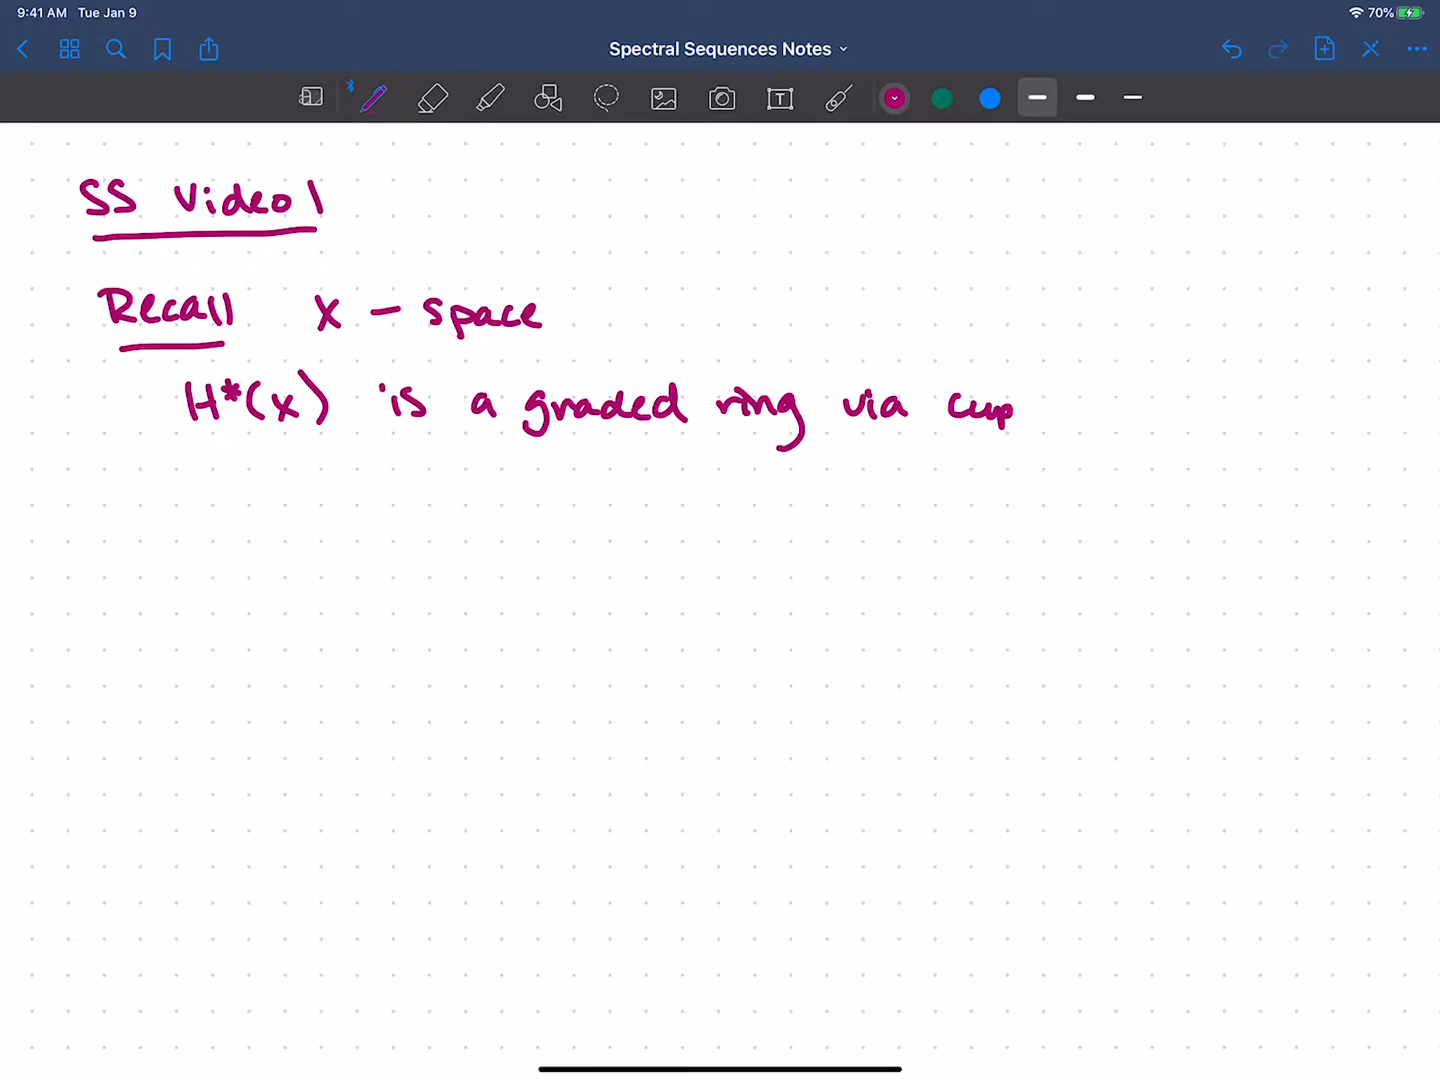 9:41 AM Tue Jan 9
70%
Spectral Sequences Notes
SS Video 1
Recall X - space
H*(X) is a graded ring via cup